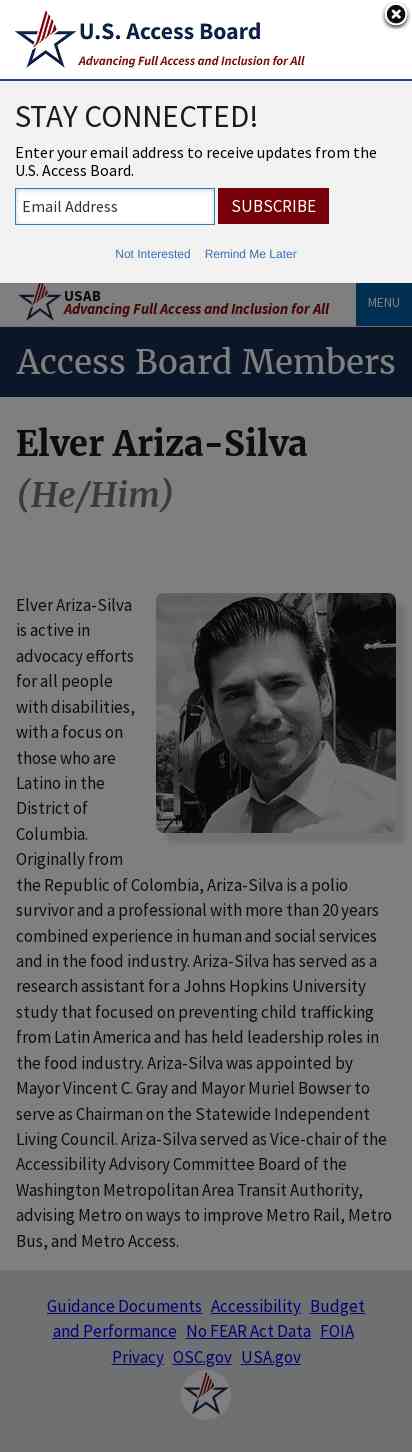 U.S. Access Board
Advancing Full Access and Inclusion for All
STAY CONNECTED!
Enter your email address to receive updates from the
U.S. Access Board.
Email Address
SUBSCRIBE
Not Interested Remind Me Later
USAB
Advancing Full Access and Inclusion for All
MENU
Access Board Members
Elver Ariza-Silva
(He/Him)
Elver Ariza-Silva
is active in
advocacy efforts
for all people
with disabilities,
with a focus on
those who are
Latino in the
District of
Columbia.
Originally from
the Republic of Colombia, Ariza-Silva is a polio
survivor and a professional with more than 20 years
combined experience in human and social services
and in the food industry. Ariza-Silva has served as a
research assistant for a Johns Hopkins University
study that focused on preventing child trafficking
from Latin America and has held leadership roles in
the food industry. Ariza-Silva was appointed by
Mayor Vincent C. Gray and Mayor Muriel Bowser to
serve as Chairman on the Statewide Independent
Living Council. Ariza-Silva served as Vice-chair of the
Accessibility Advisory Committee Board of the
Washington Metropolitan Area Transit Authority,
advising Metro on ways to improve Metro Rail, Metro
Bus, and Metro Access.
Guidance Documents Accessibility Budget
and Performance No FEAR Act Data FOIA
Privacy OSC.gov USA.gov